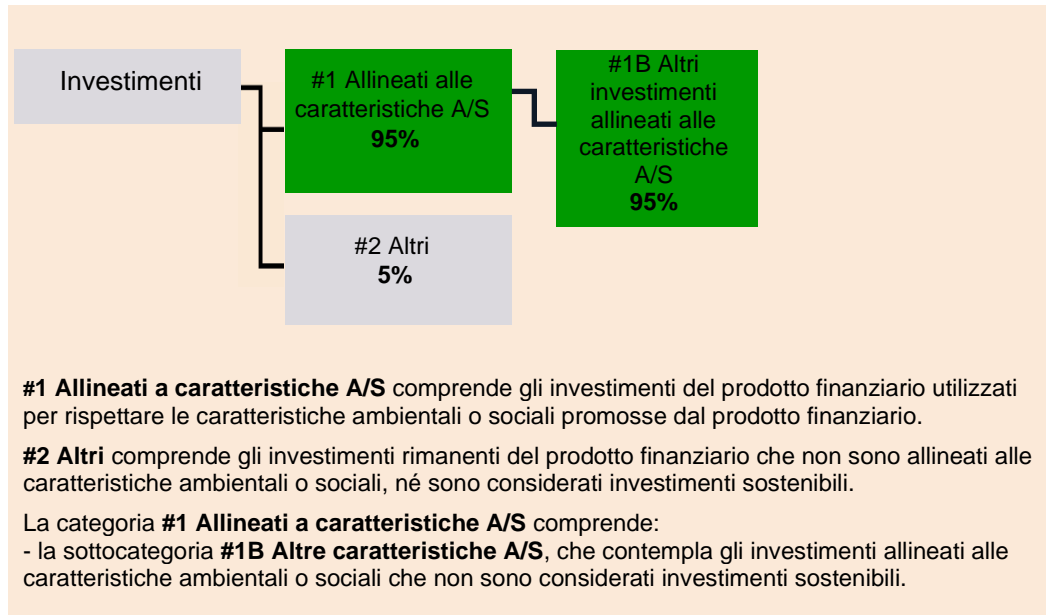 Investimenti
#1 Allineati alle
caratteristiche A/S
95%
#1B Altri
investimenti
allineati alle
caratteristiche
A/S
95%
#2 Altri
5%
#1 Allineati a caratteristiche A/S comprende gli investimenti del prodotto finanziario utilizzati
per rispettare le caratteristiche ambientali o sociali promosse dal prodotto finanziario.
#2 Altri comprende gli investimenti rimanenti del prodotto finanziario che non sono allineati alle
caratteristiche ambientali o sociali, né sono considerati investimenti sostenibili.
La categoria #1 Allineati a caratteristiche A/S comprende:
- la sottocategoria #1B Altre caratteristiche A/S, che contempla gli investimenti allineati alle
caratteristiche ambientali o sociali che non sono considerati investimenti sostenibili.